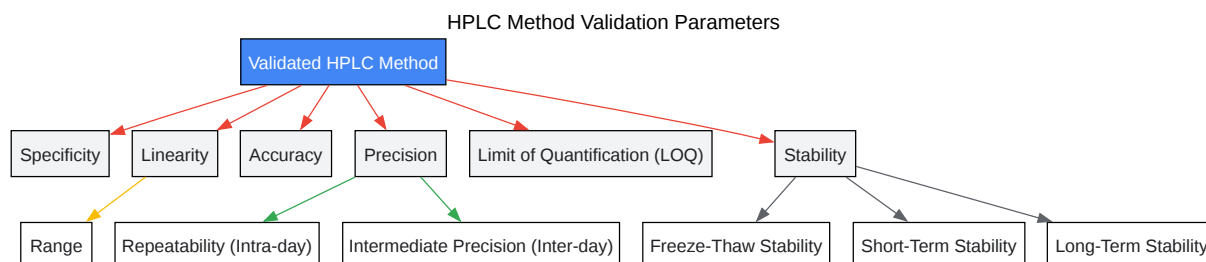 HPLC Method Validation Parameters
Validated HPLC Method
Specificity
Linearity
Accuracy
Precision
Limit of Quantification (LOQ)
Stability
Range
Repeatability (Intra-day)
Intermediate Precision (Inter-day)
Freeze-Thaw Stability
Short-Term Stability
Long-Term Stability